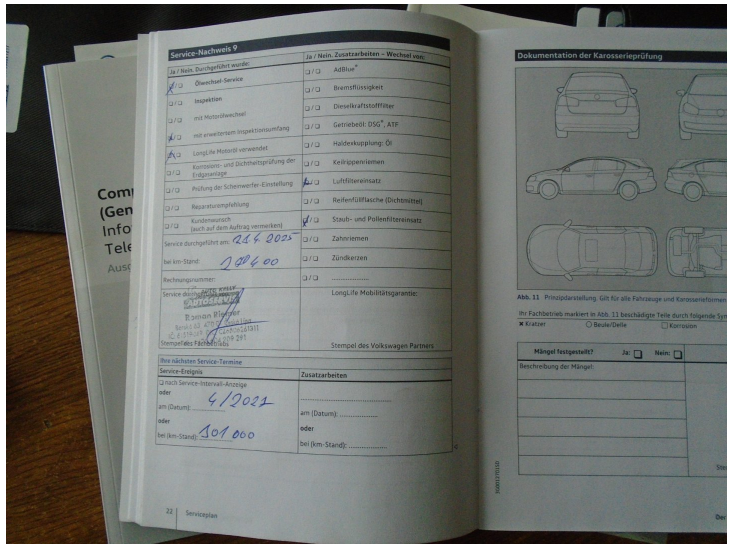 Service-Nachweis 9
Ja / Nein. Durchgeführt wurde:
☐/☐ Ölwechsel-Service
☐/☐ Inspektion
☐/☐ mit Motorölwechsel
☐/☐ mit erweitertem Inspektionsumfang
☐/☐ LongLife Motoröl verwendet
☐/☐ Korrosions- und Dichtheitsprüfung der
Erdgasanlage
☐/☐ Prüfung der Scheinwerfer-Einstellung
☐/☐ Reparaturempfehlung
☐/☐ Kundenwunsch
(auch auf dem Auftrag vermerken)
Service durchgeführt am: 2025
bei km-Stand:
Rechnungsnummer:
Service
AUTO KELLY
Roman
Stempel des Fachbetriebs
Ja / Nein. Zusatzarbeiten – Wechsel von:
☐/☐ AdBlue®
☐/☐ Bremsflüssigkeit
☐/☐ Dieselkraftstofffilter
☐/☐ Getriebeöl: DSG®, ATF
☐/☐ Haldexkupplung: Öl
☐/☐ Keilrippenriemen
☐/☐ Luftfiltereinsatz
☐/☐ Reifenfüllflasche (Dichtmittel)
☐/☐ Staub- und Pollenfiltereinsatz
☐/☐ Zahnriemen
☐/☐ Zündkerzen
☐/☐ ....................
LongLife Mobilitätsgarantie:
Stempel des Volkswagen Partners
Ihre nächsten Service-Termine
Service-Ereignis
☐ nach Service-Intervall-Anzeige
oder
am (Datum):
oder
bei (km-Stand): 301 000
Zusatzarbeiten
am (Datum):
oder
bei (km-Stand):
22 Serviceplan
Dokumentation der Karosserieprüfung
Abb. 11 Prinzipdarstellung: Gilt für alle Fahrzeuge und Karosserieformen
Ihr Fachbetrieb markiert in Abb. 11 beschädigte Teile durch folgende
✖ Kratzer ○ Beule/Delle ☐ Korrosion
Mängel festgestellt? Ja: ☐ Nein: ☐
Beschreibung der Mängel: